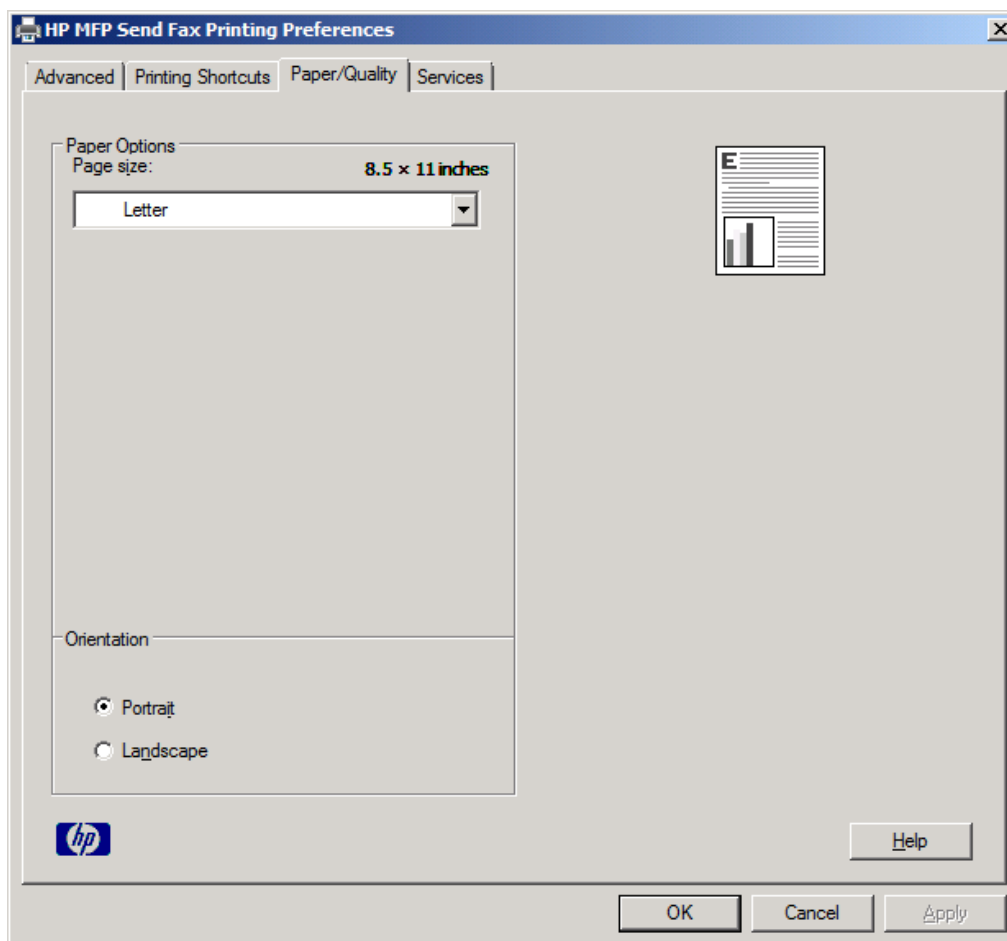 HP MFP Send Fax Printing Preferences
Advanced Printing Shortcuts Paper/Quality Services
Paper Options
Page size: 8.5 × 11 inches
Letter
E
Orientation
Portrait
Landscape
hp
Help
OK Cancel Apply